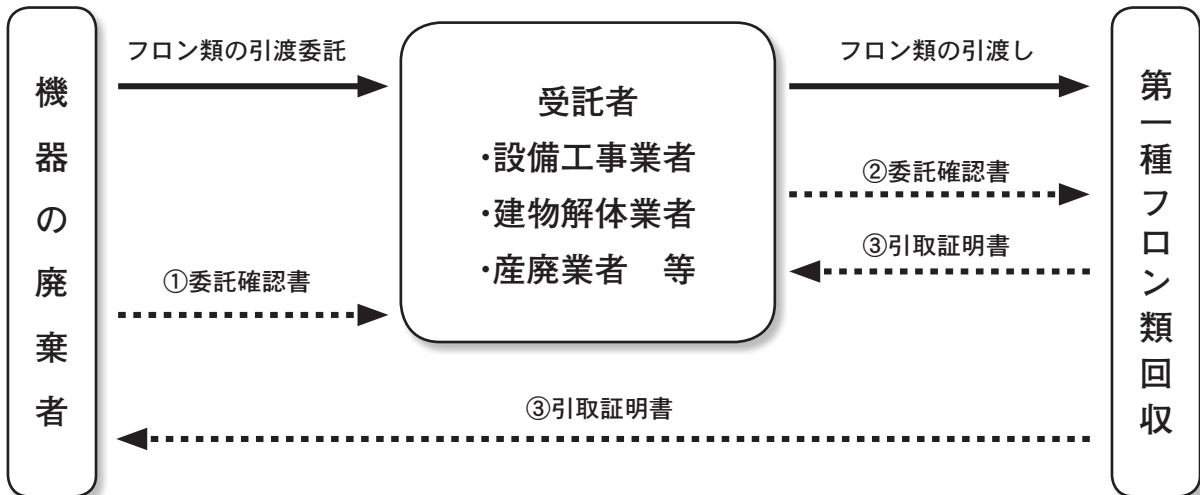 機器の廃棄者
フロン類の引渡委託
①委託確認書
受託者
・設備工事業者
・建物解体業者
・産廃業者　等
フロン類の引渡し
②委託確認書
③引取証明書
③引取証明書
第一種フロン類回収